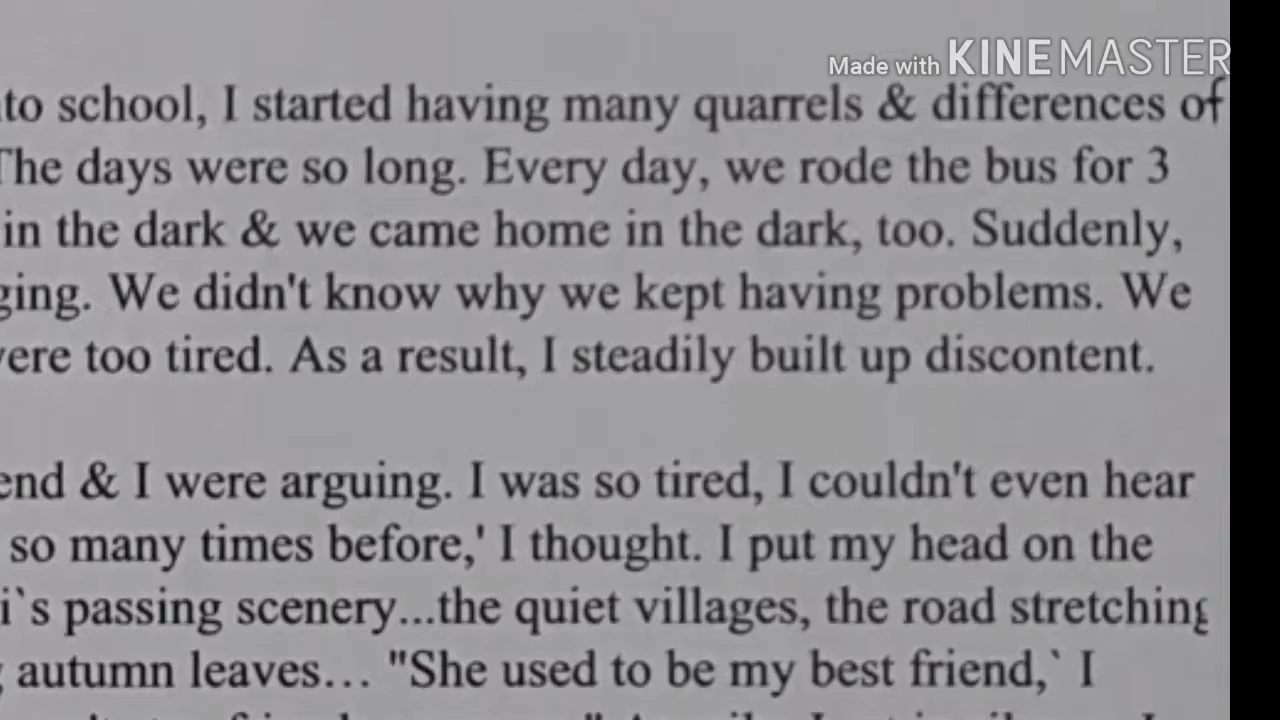 Made with KINEMASTER
to school, I started having many quarrels & differences of
The days were so long. Every day, we rode the bus for 3
in the dark & we came home in the dark, too. Suddenly,
ging. We didn't know why we kept having problems. We
ere too tired. As a result, I steadily built up discontent.
end & I were arguing. I was so tired, I couldn't even hear
so many times before,' I thought. I put my head on the
i`s passing scenery...the quiet villages, the road stretching
autumn leaves... "She used to be my best friend,` I